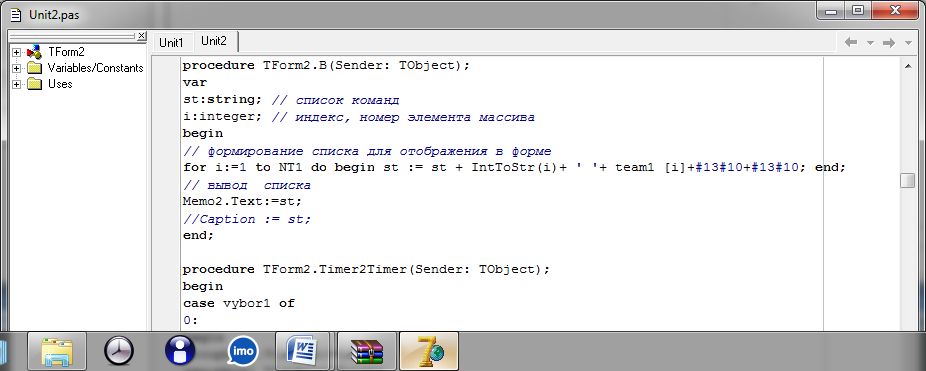 Unit2.pas
TForm2
Variables/Constants
Uses
Unit1
Unit2
procedure TForm2.B(Sender: TObject);
var
st:string; // список команд
i:integer; // индекс, номер элемента массива
begin
// формирование списка для отображения в форме
for i:=1 to NT1 do begin st := st + IntToStr(i)+ ' '+ team1 [i]+#13#10+#13#10; end;
// вывод  списка
Memo2.Text:=st;
//Caption := st;
end;
procedure TForm2.Timer2Timer(Sender: TObject);
begin
case vybor1 of
0:
imo
W
7